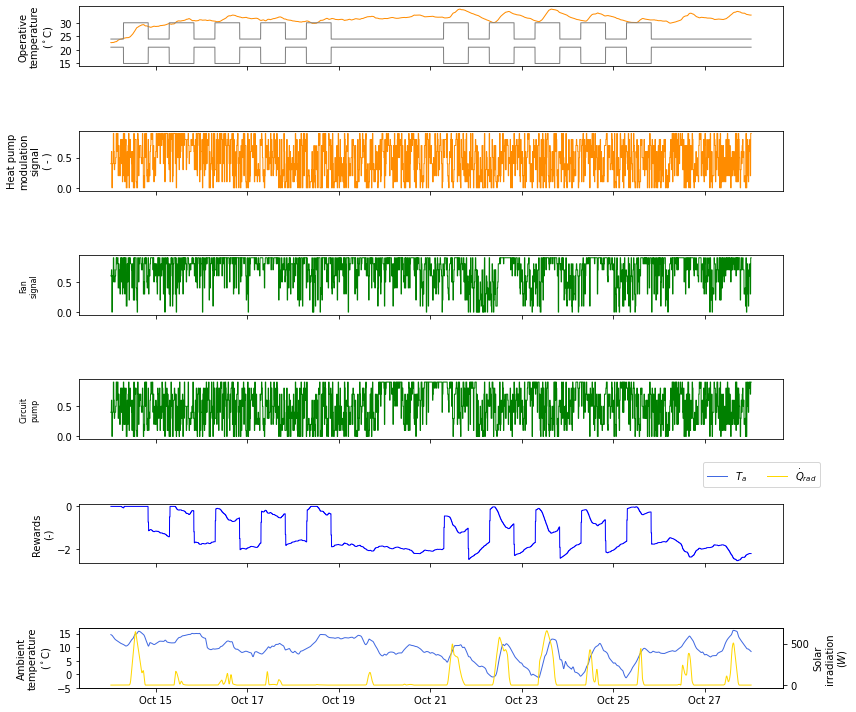 Operative
temperature
(°C)
30
25
20
15
Heat pump
modulation
signal
( - )
0.5
0.0
Fan
signal
0.5
0.0
Circuit
pump
0.5
0.0
T_a
Q̇_rad
Rewards
(-)
0
−2
Ambient
temperature
(°C)
15
10
5
0
−5
500
0
Solar
irradiation
(W)
Oct 15
Oct 17
Oct 19
Oct 21
Oct 23
Oct 25
Oct 27